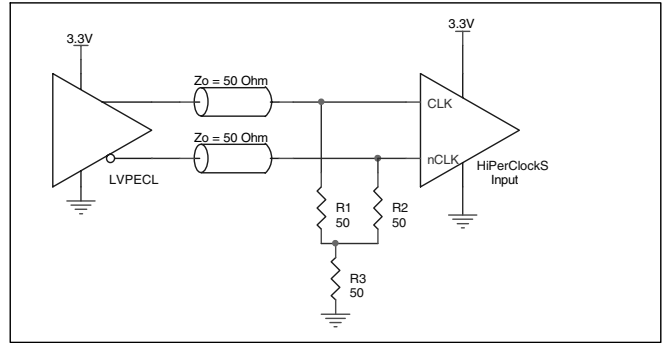 3.3V
3.3V
Zo = 50 Ohm
CLK
Zo = 50 Ohm
nCLK
HiPerClockS
Input
LVPECL
R1
50
R2
50
R3
50